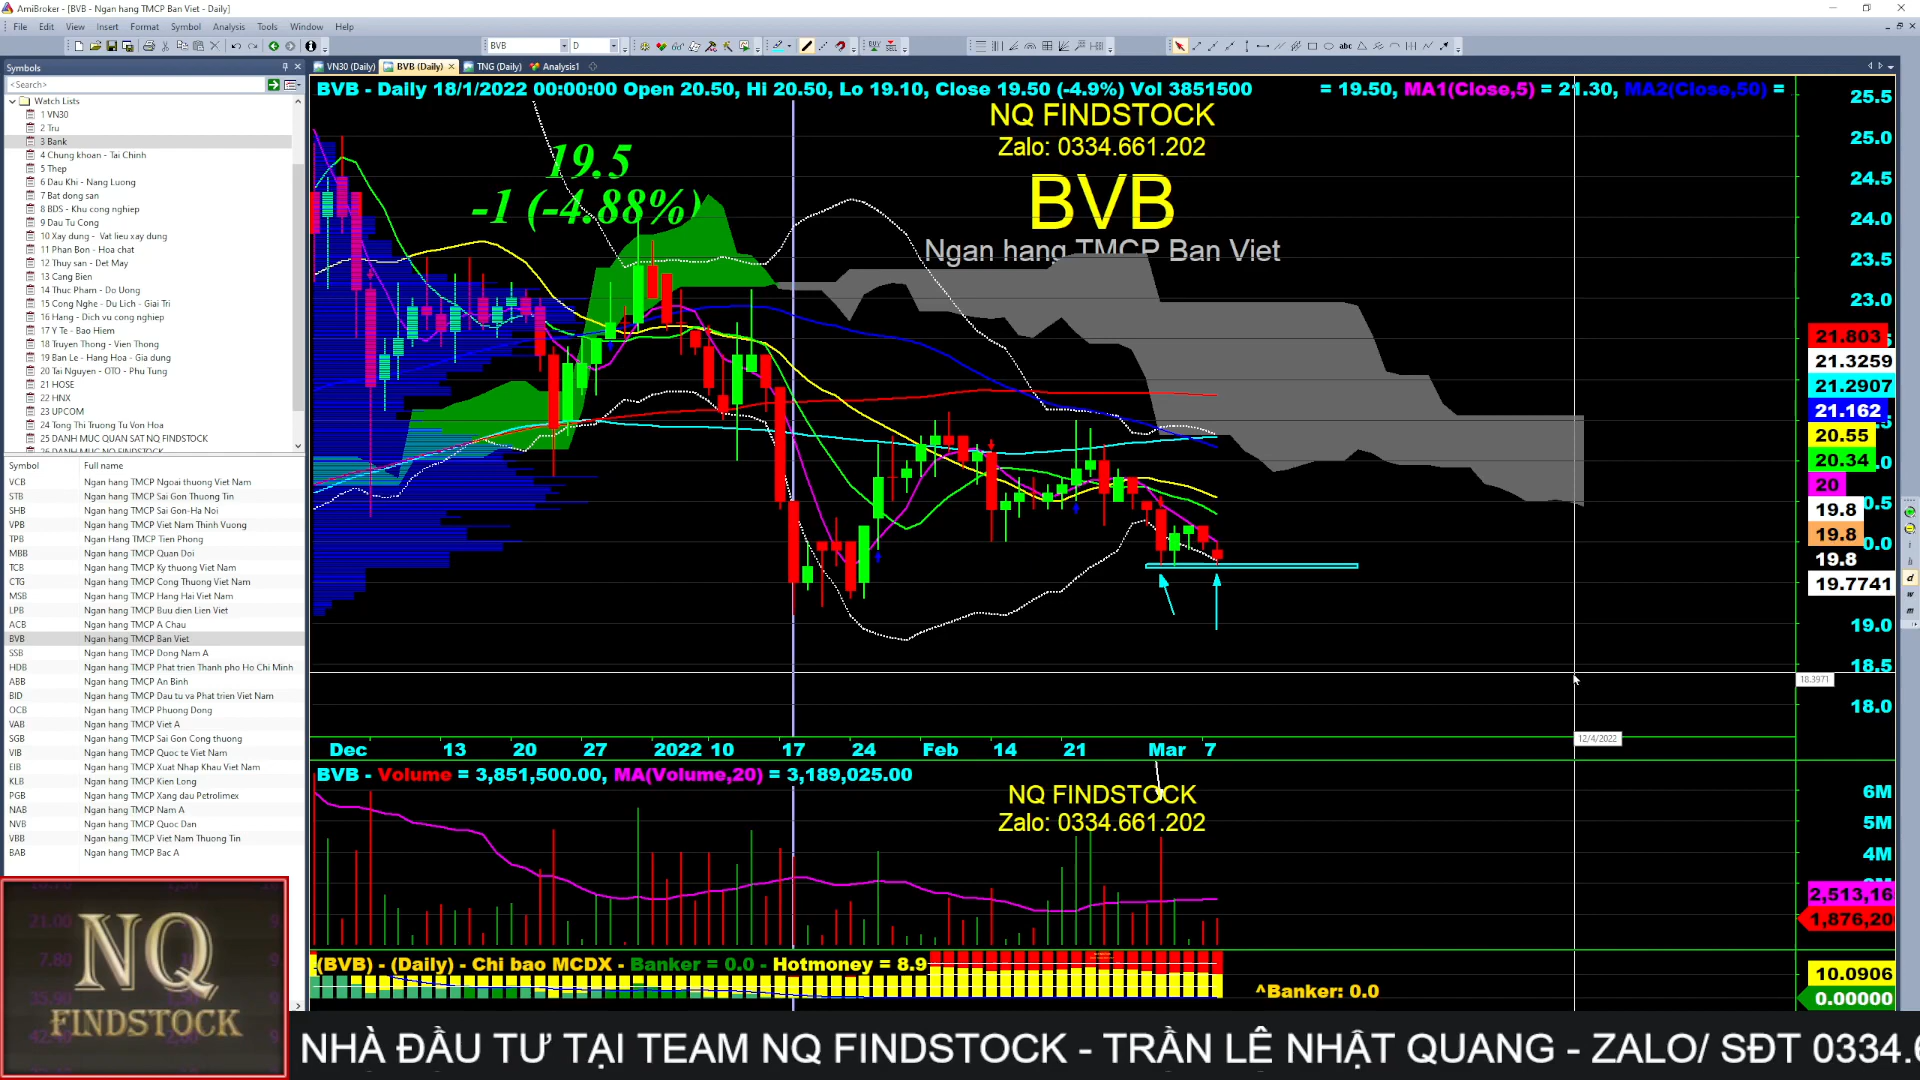 AmiBroker - [BVB - Ngan hang TMCP Ban Viet - Daily]
File Edit View Insert Format Symbol Analysis Tools Window Help
BVB D
Symbols
VN30 (Daily) BVB (Daily) TNG (Daily) Analysis1
<Search>
Watch Lists
1 VN30
2 Tru
3 Bank
4 Chung khoan - Tai Chinh
5 Thep
6 Dau Khi - Nang Luong
7 Bat dong san
8 BDS - Khu cong nghiep
9 Dau Tu Cong
10 Xay dung - Vat lieu xay dung
11 Phan Bon - Hoa chat
12 Thuy san - Det May
13 Cang Bien
14 Thuc Pham - Do Uong
15 Cong Nghe - Du Lich - Giai Tri
16 Hang - Dich vu cong nghiep
17 Y Te - Bao Hiem
18 Truyen Thong - Vien Thong
19 Ban Le - Hang Hoa - Gia dung
20 Tai Nguyen - OTO - Phu Tung
21 HOSE
22 HNX
23 UPCOM
24 Tong Thi Truong Tu Von Hoa
25 DANH MUC QUAN SAT NQ FINDSTOCK
26 DANH MUC NQ FINDSTOCK
Symbol Full name
VCB Ngan hang TMCP Ngoai thuong Viet Nam
STB Ngan hang TMCP Sai Gon Thuong Tin
SHB Ngan hang TMCP Sai Gon-Ha Noi
VPB Ngan hang TMCP Viet Nam Thinh Vuong
TPB Ngan Hang TMCP Tien Phong
MBB Ngan hang TMCP Quan Doi
TCB Ngan hang TMCP Ky thuong Viet Nam
CTG Ngan hang TMCP Cong Thuong Viet Nam
MSB Ngan hang TMCP Hang Hai Viet Nam
LPB Ngan hang TMCP Buu dien Lien Viet
ACB Ngan hang TMCP A Chau
BVB Ngan hang TMCP Ban Viet
SSB Ngan hang TMCP Dong Nam A
HDB Ngan hang TMCP Phat trien Thanh pho Ho Chi Minh
ABB Ngan hang TMCP An Binh
BID Ngan hang TMCP Dau tu va Phat trien Viet Nam
OCB Ngan hang TMCP Phuong Dong
VAB Ngan hang TMCP Viet A
SGB Ngan hang TMCP Sai Gon Cong thuong
VIB Ngan hang TMCP Quoc te Viet Nam
EIB Ngan hang TMCP Xuat Nhap Khau Viet Nam
KLB Ngan hang TMCP Kien Long
PGB Ngan hang TMCP Xang dau Petrolimex
NAB Ngan hang TMCP Nam A
NVB Ngan hang TMCP Quoc Dan
VBB Ngan hang TMCP Viet Nam Thuong Tin
BAB Ngan hang TMCP Bac A
BVB - Daily 18/1/2022 00:00:00 Open 20.50, Hi 20.50, Lo 19.10, Close 19.50 (-4.9%) Vol 3851500 = 19.50, MA1(Close,5) = 21.30, MA2(Close,50) =
NQ FINDSTOCK
Zalo: 0334.661.202
BVB
Ngan hang TMCP Ban Viet
19.5
-1 (-4.88%)
25.5
25.0
24.5
24.0
23.5
23.0
21.803
21.3259
21.2907
21.162
20.55
20.34
20
19.8
19.8
19.8
19.7741
19.0
18.5
18.3971
18.0
12/4/2022
Dec 13 20 27 2022 10 17 24 Feb 14 21 Mar 7
BVB - Volume = 3,851,500.00, MA(Volume,20) = 3,189,025.00
NQ FINDSTOCK
Zalo: 0334.661.202
6M
5M
4M
2,513,16
1,876,20
(BVB) - (Daily) - Chi bao MCDX - Banker = 0.0 - Hotmoney = 8.9
^Banker: 0.0
10.0906
0.00000
NQ
FINDSTOCK
NHÀ ĐẦU TƯ TẠI TEAM NQ FINDSTOCK - TRẦN LÊ NHẬT QUANG - ZALO/ SĐT 0334.6